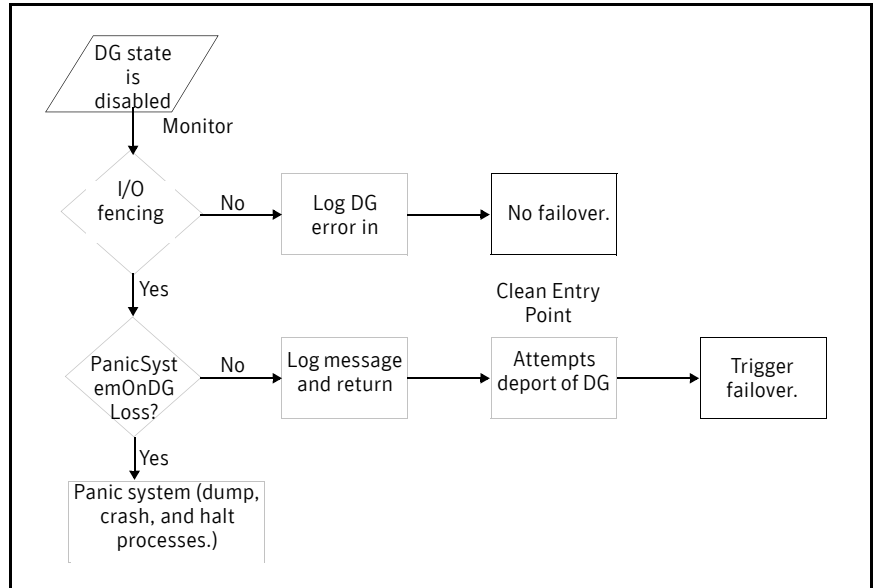 DG state
is
disabled
Monitor
I/O
fencing
No
Log DG
error in
No failover.
Yes
Clean Entry
Point
PanicSyst
emOnDG
Loss?
No
Log message
and return
Attempts
deport of DG
Trigger
failover.
Yes
Panic system (dump,
crash, and halt
processes.)